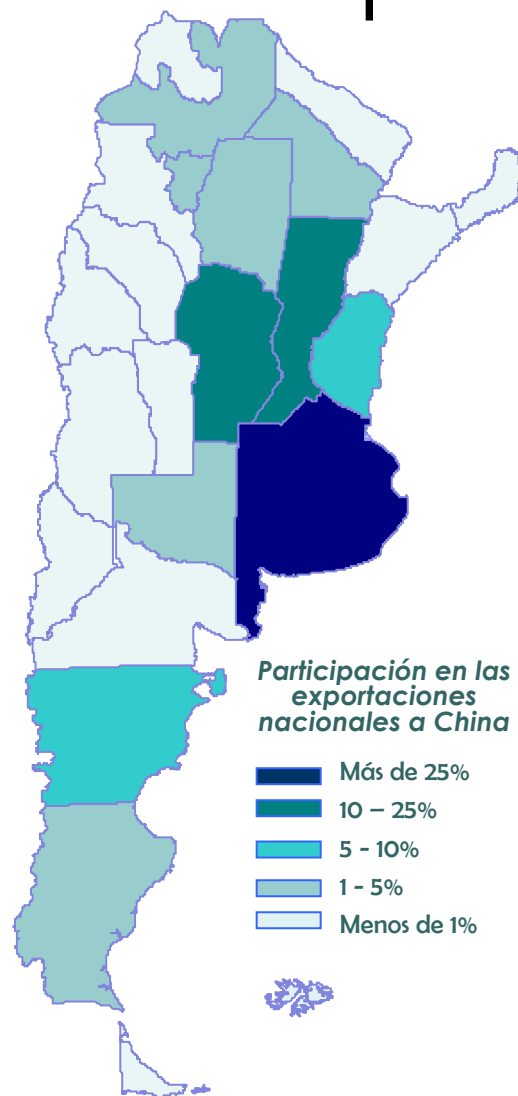 Participación en las
exportaciones
nacionales a China
Más de 25%
10 – 25%
5 - 10%
1 - 5%
Menos de 1%